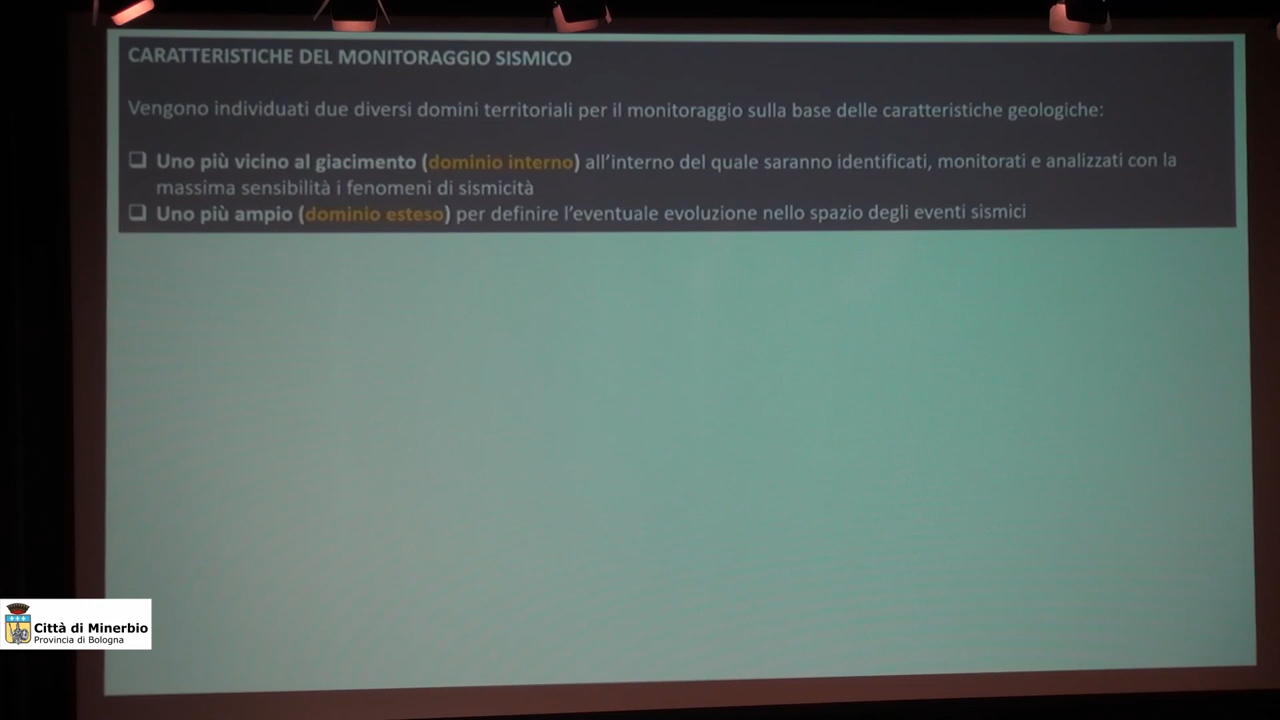 CARATTERISTICHE DEL MONITORAGGIO SISMICO
Vengono individuati due diversi domini territoriali per il monitoraggio sulla base delle caratteristiche geologiche:
❑ Uno più vicino al giacimento (dominio interno) all'interno del quale saranno identificati, monitorati e analizzati con la
massima sensibilità i fenomeni di sismicità
❑ Uno più ampio (dominio esteso) per definire l'eventuale evoluzione nello spazio degli eventi sismici
Città di Minerbio
Provincia di Bologna